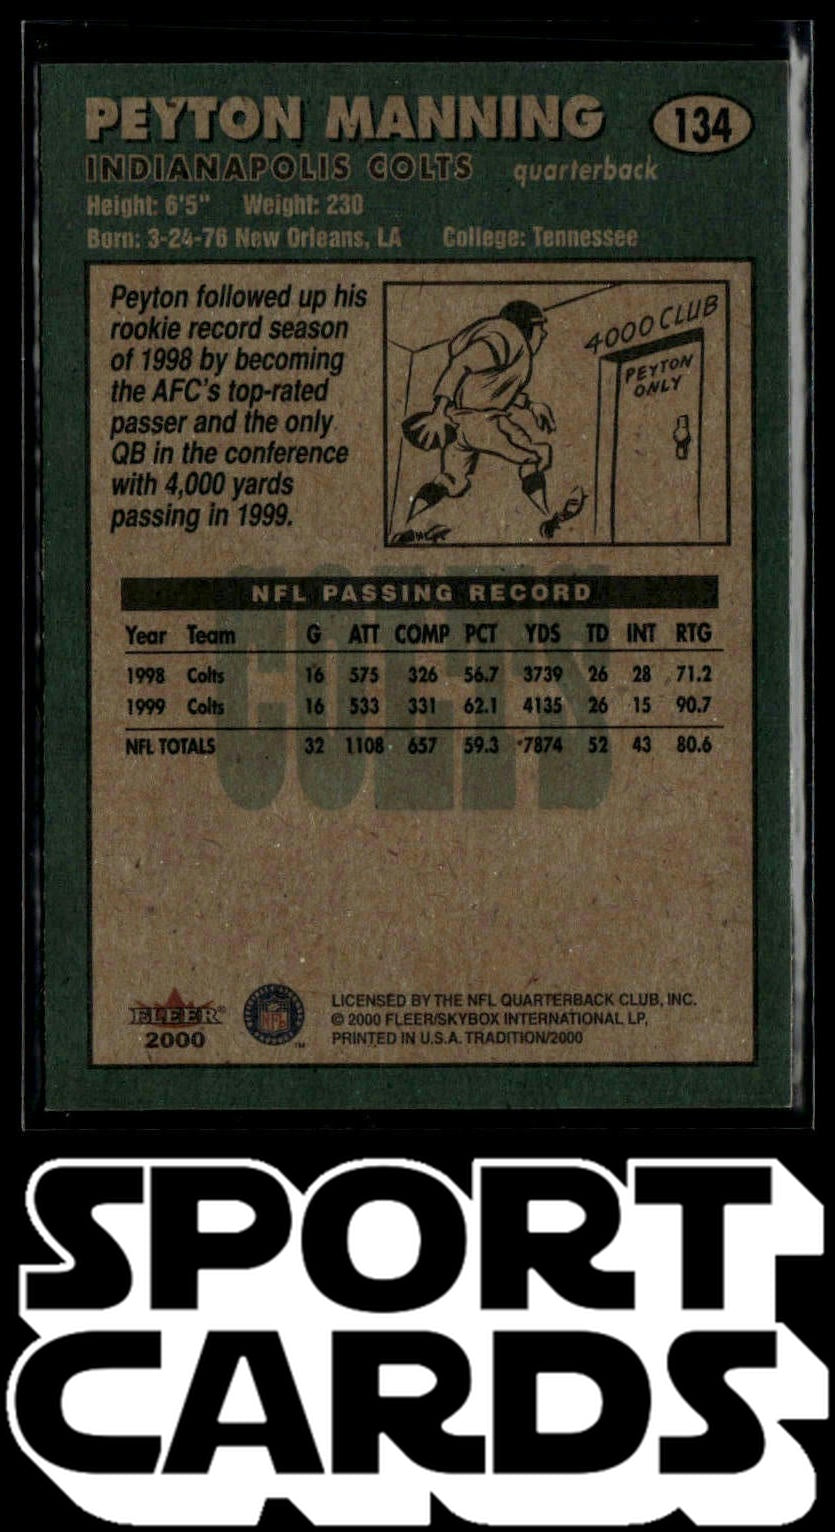 PEYTON MANNING 134
INDIANAPOLIS COLTS quarterback
Height: 6'5" Weight: 230
Born: 3-24-76 New Orleans, LA College: Tennessee
Peyton followed up his
rookie record season
of 1998 by becoming
the AFC's top-rated
passer and the only
QB in the conference
with 4,000 yards
passing in 1999.
4000 CLUB
PEYTON
ONLY
COLTS
NFL PASSING RECORD
Year Team G ATT COMP PCT YDS TD INT RTG
1998 Colts 16 575 326 56.7 3739 26 28 71.2
1999 Colts 16 533 331 62.1 4135 26 15 90.7
NFL TOTALS 32 1108 657 59.3 7874 52 43 80.6
FLEER®
2000
NFL
™
LICENSED BY THE NFL QUARTERBACK CLUB, INC.
© 2000 FLEER/SKYBOX INTERNATIONAL LP,
PRINTED IN U.S.A. TRADITION/2000
SPORT
CARDS